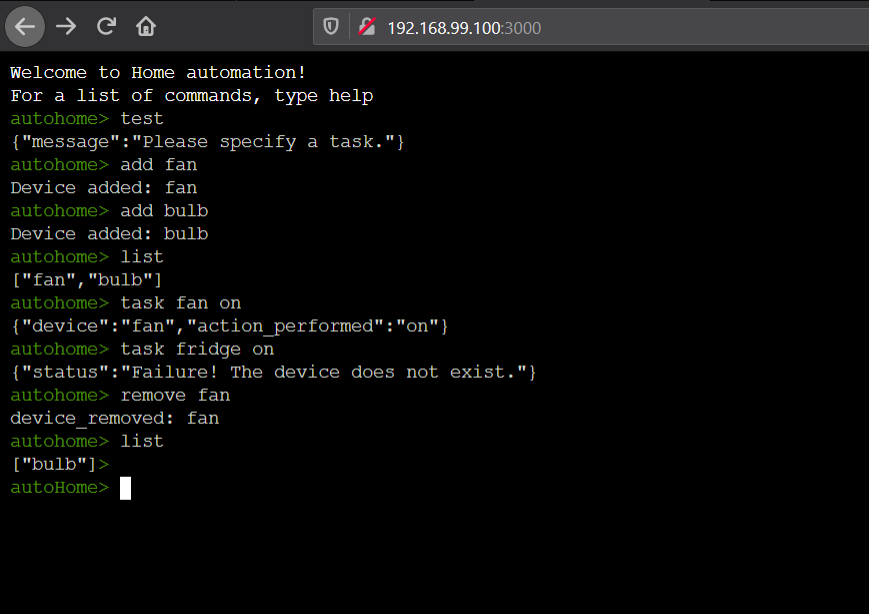 192.168.99.100:3000
Welcome to Home automation!
For a list of commands, type help
autohome> test
{"message":"Please specify a task."}
autohome> add fan
Device added: fan
autohome> add bulb
Device added: bulb
autohome> list
["fan","bulb"]
autohome> task fan on
{"device":"fan","action_performed":"on"}
autohome> task fridge on
{"status":"Failure! The device does not exist."}
autohome> remove fan
device_removed: fan
autohome> list
["bulb"]>
autoHome>